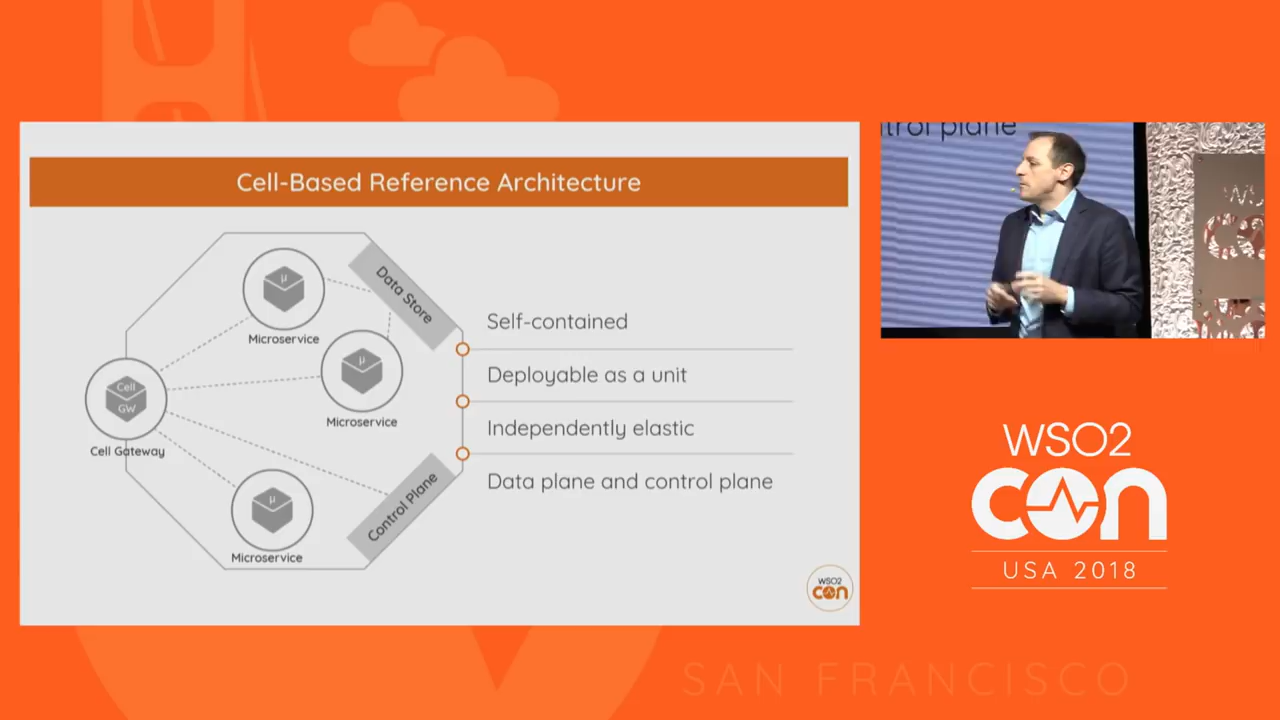 Cell-Based Reference Architecture
μ
Microservice
Data Store
μ
Microservice
Cell
GW
Cell Gateway
μ
Microservice
Control Plane
Self-contained
Deployable as a unit
Independently elastic
Data plane and control plane
WSO2
con
trol plane
WSO2
con
USA 2018
SAN FRANCISCO